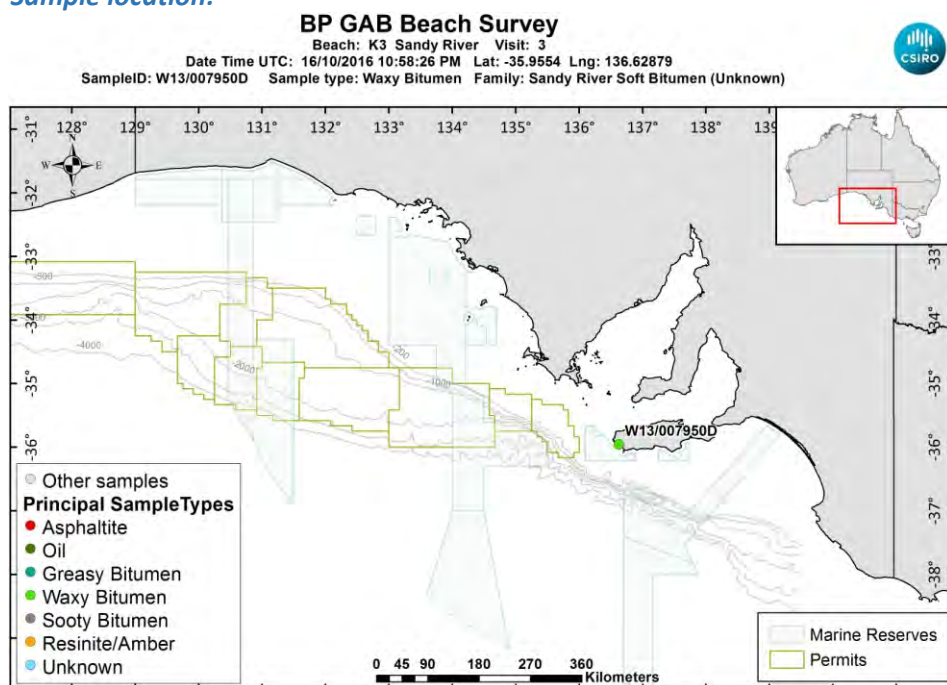 Sample location:
BP GAB Beach Survey
Beach: K3 Sandy River Visit: 3
Date Time UTC: 16/10/2016 10:58:26 PM Lat: -35.9554 Lng: 136.62879
SampleID: W13/007950D Sample type: Waxy Bitumen Family: Sandy River Soft Bitumen (Unknown)
CSIRO
128° 129° 130° 131° 132° 133° 134° 135° 136° 137° 138° 139°
-31°
-32°
-33°
-34°
-35°
-36°
-37°
-38°
-33°
-34°
-35°
-36°
-37°
-38°
N
W E
S
-200
-1000
-2000
-4000
W13/007950D
Other samples
Principal SampleTypes
Asphaltite
Oil
Greasy Bitumen
Waxy Bitumen
Sooty Bitumen
Resinite/Amber
Unknown
0 45 90 180 270 360
Kilometers
Marine Reserves
Permits